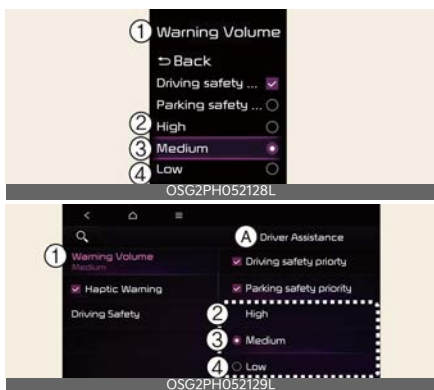 ① Warning Volume
⮌ Back
Driving safety ...
Parking safety ...
② High
③ Medium
④ Low
OSG2PH052128L
Ⓐ Driver Assistance
① Warning Volume
Medium
Driving safety priorty
Haptic Warning
Parking safety priority
Driving Safety
② High
③ Medium
④ Low
OSG2PH052129L